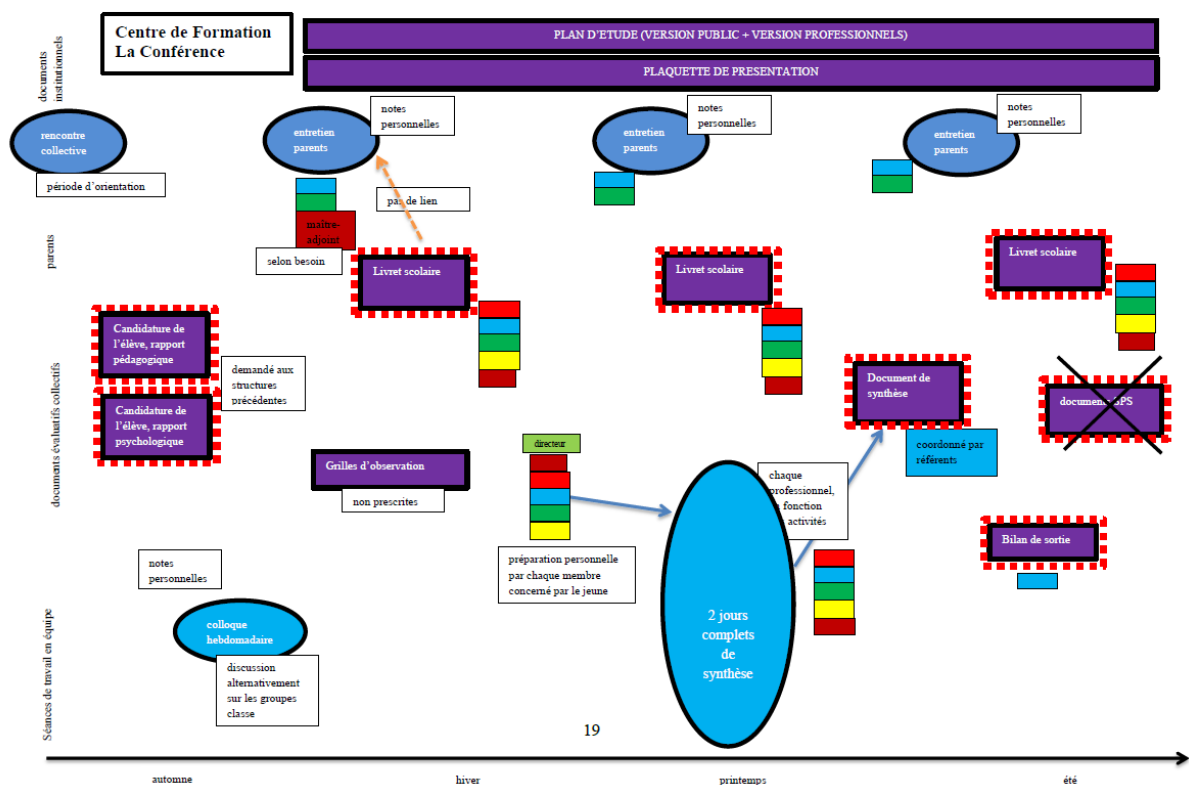 Centre de Formation
La Conférence
PLAN D'ETUDE (VERSION PUBLIC + VERSION PROFESSIONNELS)
PLAQUETTE DE PRESENTATION
documents
institutionnels
rencontre
collective
période d'orientation
entretien
parents
notes
personnelles
entretien
parents
notes
personnelles
entretien
parents
notes
personnelles
parents
maître-
adjoint
selon besoin
pas de lien
Livret scolaire
Livret scolaire
Livret scolaire
documents évaluatifs collectifs
Candidature de
l'élève, rapport
pédagogique
Candidature de
l'élève, rapport
psychologique
demandé aux
structures
précédentes
Grilles d'observation
non prescrites
directeur
préparation personnelle
par chaque membre
concerné par le jeune
chaque
professionnel,
fonction
activités
Document de
synthèse
coordonné par
référents
documents SPS
Bilan de sortie
Séances de travail en équipe
notes
personnelles
colloque
hebdomadaire
discussion
alternativement
sur les groupes
classe
2 jours
complets
de
synthèse
19
automne
hiver
printemps
été